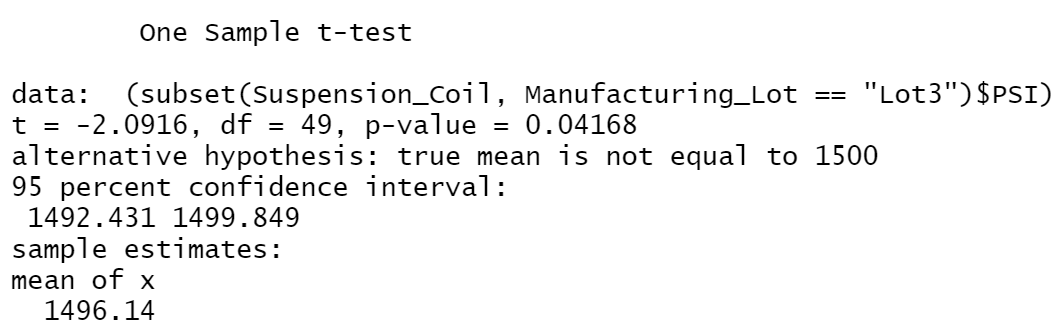 One Sample t-test
data:  (subset(Suspension_Coil, Manufacturing_Lot == "Lot3")$PSI)
t = -2.0916, df = 49, p-value = 0.04168
alternative hypothesis: true mean is not equal to 1500
95 percent confidence interval:
 1492.431 1499.849
sample estimates:
mean of x
  1496.14